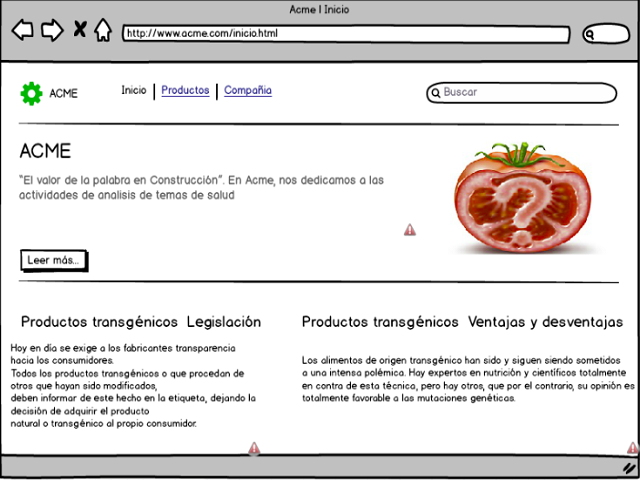 Acme | Inicio
http://www.acme.com/inicio.html
ACME
Inicio | Productos | Compañia
Buscar
ACME
"El valor de la palabra en Construcción". En Acme, nos dedicamos a las
actividades de analisis de temas de salud
Leer más...
Productos transgénicos Legislación
Hoy en día se exige a los fabricantes transparencia
hacia los consumidores.
Todos los productos transgénicos o que procedan de
otros que hayan sido modificados,
deben informar de este hecho en la etiqueta, dejando la
decisión de adquirir el producto
natural o transgénico al propio consumidor.
Productos transgénicos Ventajas y desventajas
Los alimentos de origen transgénico han sido y siguen siendo sometidos
a una intensa polémica. Hay expertos en nutrición y científicos totalmente
en contra de esta técnica, pero hay otros, que por el contrario, su opinión es
totalmente favorable a las mutaciones genéticas.